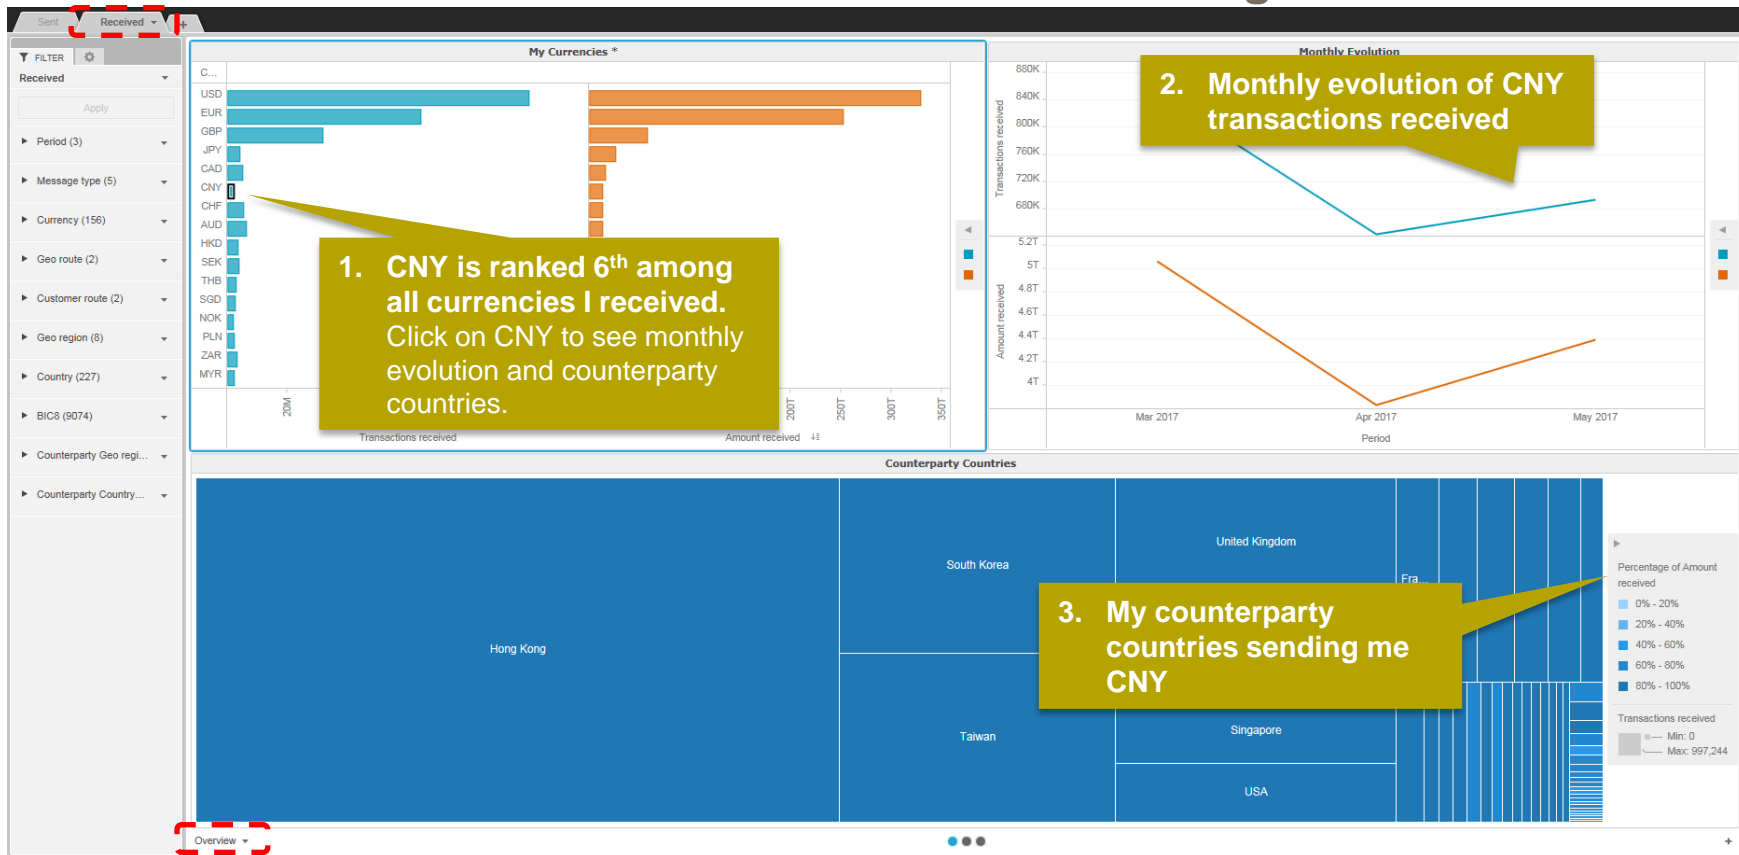 Sent
Received
+
FILTER
Received
Apply
Period (3)
Message type (5)
Currency (156)
Geo route (2)
Customer route (2)
Geo region (8)
Country (227)
BIC8 (9074)
Counterparty Geo regi...
Counterparty Country...
My Currencies *
C...
USD
EUR
GBP
JPY
CAD
CNY
CHF
AUD
HKD
SEK
THB
SGD
NOK
PLN
ZAR
MYR
20M
200T
250T
300T
350T
Transactions received
Amount received
1. CNY is ranked 6th among
all currencies I received.
Click on CNY to see monthly
evolution and counterparty
countries.
Monthly Evolution
880K
840K
800K
760K
720K
680K
Transactions received
5.2T
5T
4.8T
4.6T
4.4T
4.2T
4T
Amount received
Mar 2017
Apr 2017
May 2017
Period
2. Monthly evolution of CNY
transactions received
Counterparty Countries
Hong Kong
South Korea
Taiwan
United Kingdom
Singapore
USA
Fra...
3. My counterparty
countries sending me
CNY
Percentage of Amount
received
0% - 20%
20% - 40%
40% - 60%
60% - 80%
80% - 100%
Transactions received
Min: 0
Max: 997,244
Overview
+